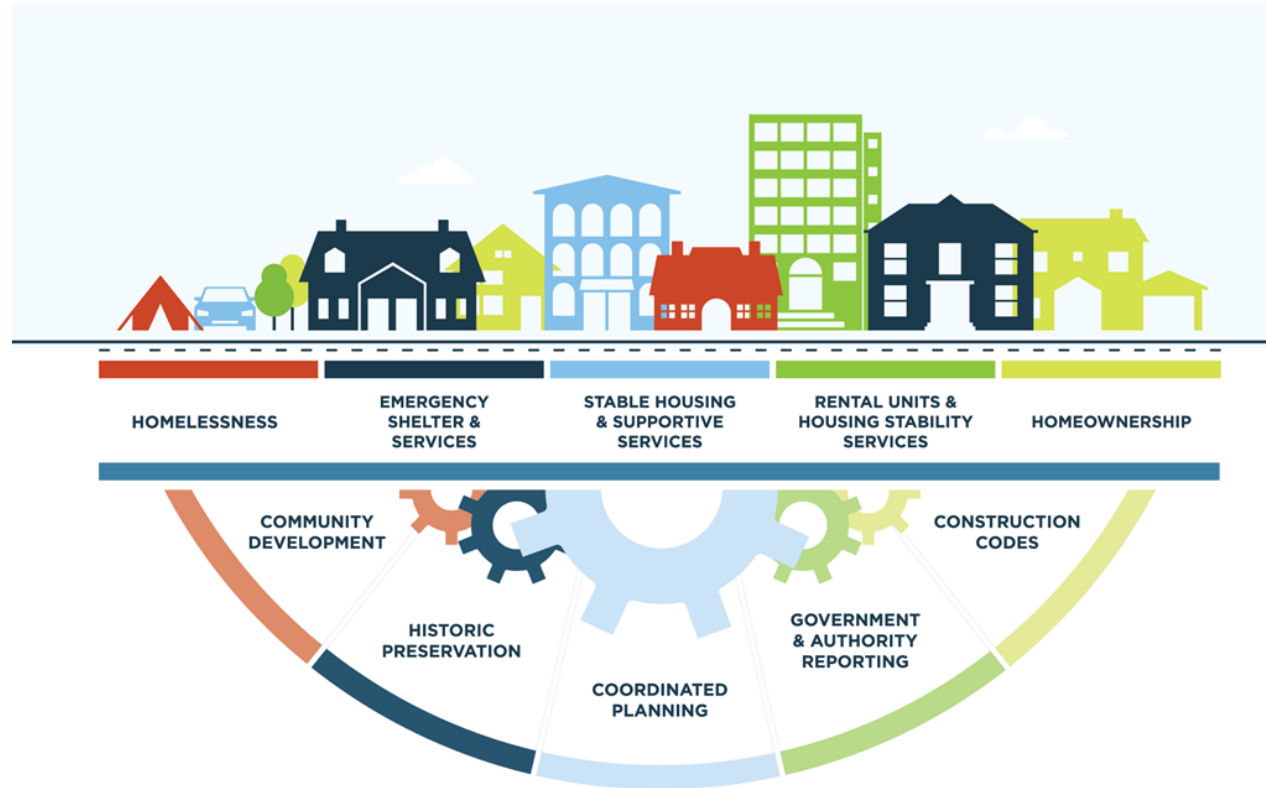 HOMELESSNESS
EMERGENCY
SHELTER &
SERVICES
STABLE HOUSING
& SUPPORTIVE
SERVICES
RENTAL UNITS &
HOUSING STABILITY
SERVICES
HOMEOWNERSHIP
COMMUNITY
DEVELOPMENT
HISTORIC
PRESERVATION
COORDINATED
PLANNING
GOVERNMENT
& AUTHORITY
REPORTING
CONSTRUCTION
CODES